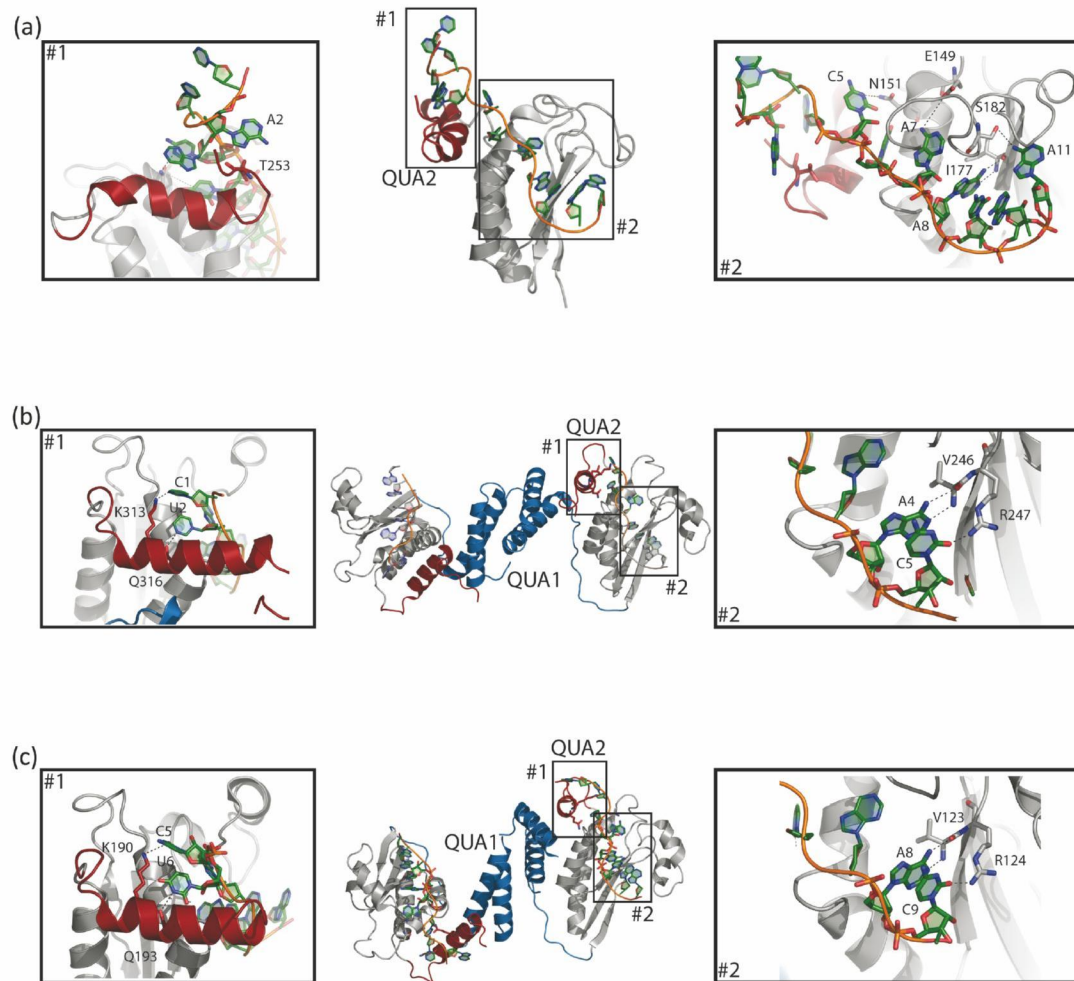 (a)
#1
A2
T253
#1
QUA2
#2
C5
N151
E149
S182
A7
A11
I177
A8
#2
(b)
#1
C1
K313
U2
Q316
QUA2
#1
QUA1
#2
V246
A4
R247
C5
#2
(c)
#1
K190
C5
U6
Q193
QUA2
#1
QUA1
#2
V123
A8
R124
C9
#2